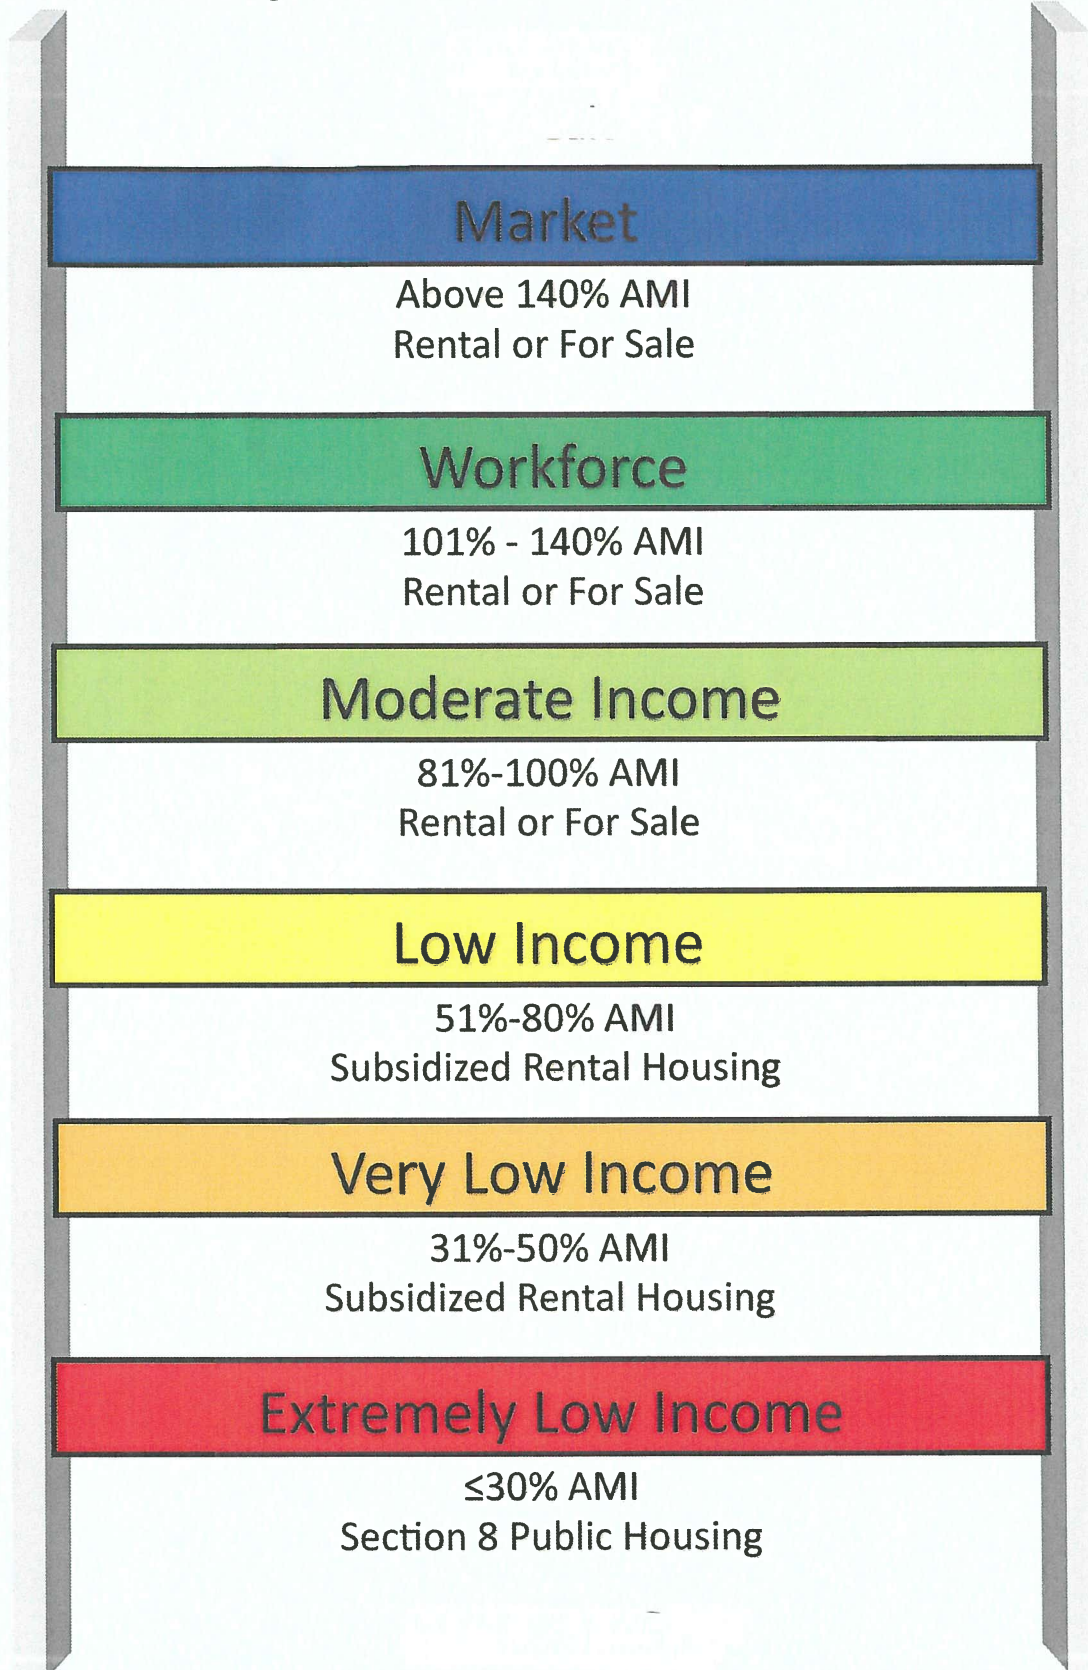 Market
Above 140% AMI
Rental or For Sale
Workforce
101% - 140% AMI
Rental or For Sale
Moderate Income
81%-100% AMI
Rental or For Sale
Low Income
51%-80% AMI
Subsidized Rental Housing
Very Low Income
31%-50% AMI
Subsidized Rental Housing
Extremely Low Income
≤30% AMI
Section 8 Public Housing